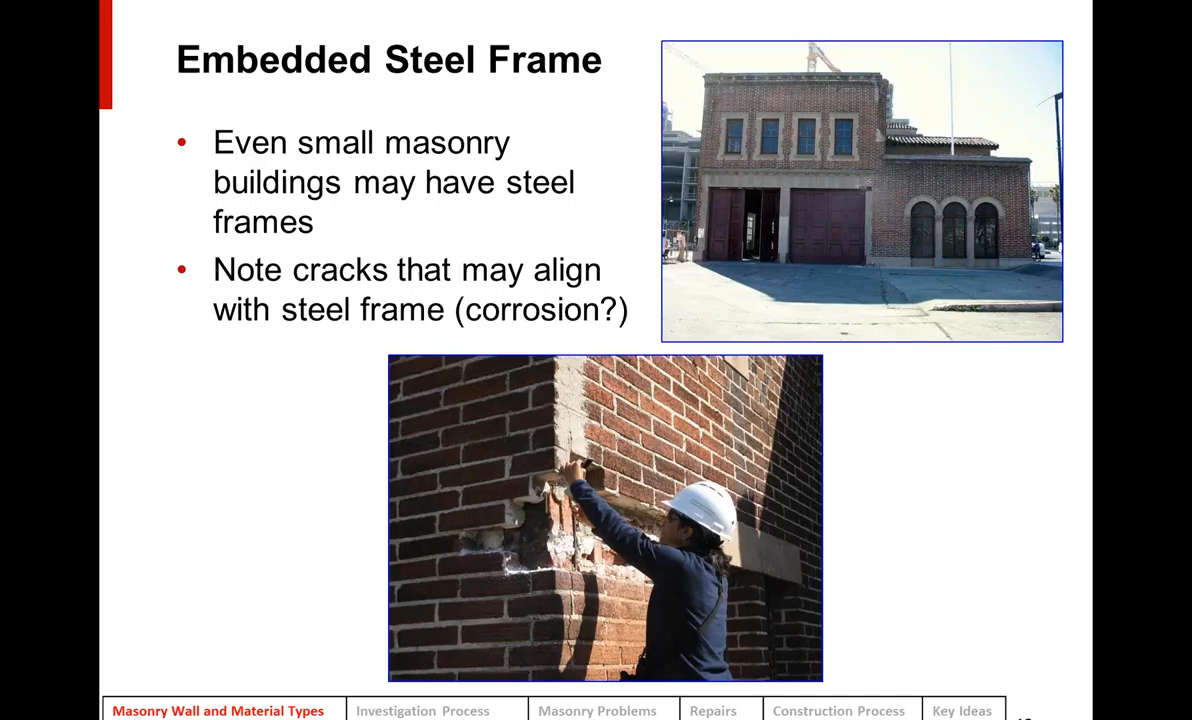 Embedded Steel Frame
• Even small masonry
buildings may have steel
frames
• Note cracks that may align
with steel frame (corrosion?)
Masonry Wall and Material Types
Investigation Process
Masonry Problems
Repairs
Construction Process
Key Ideas